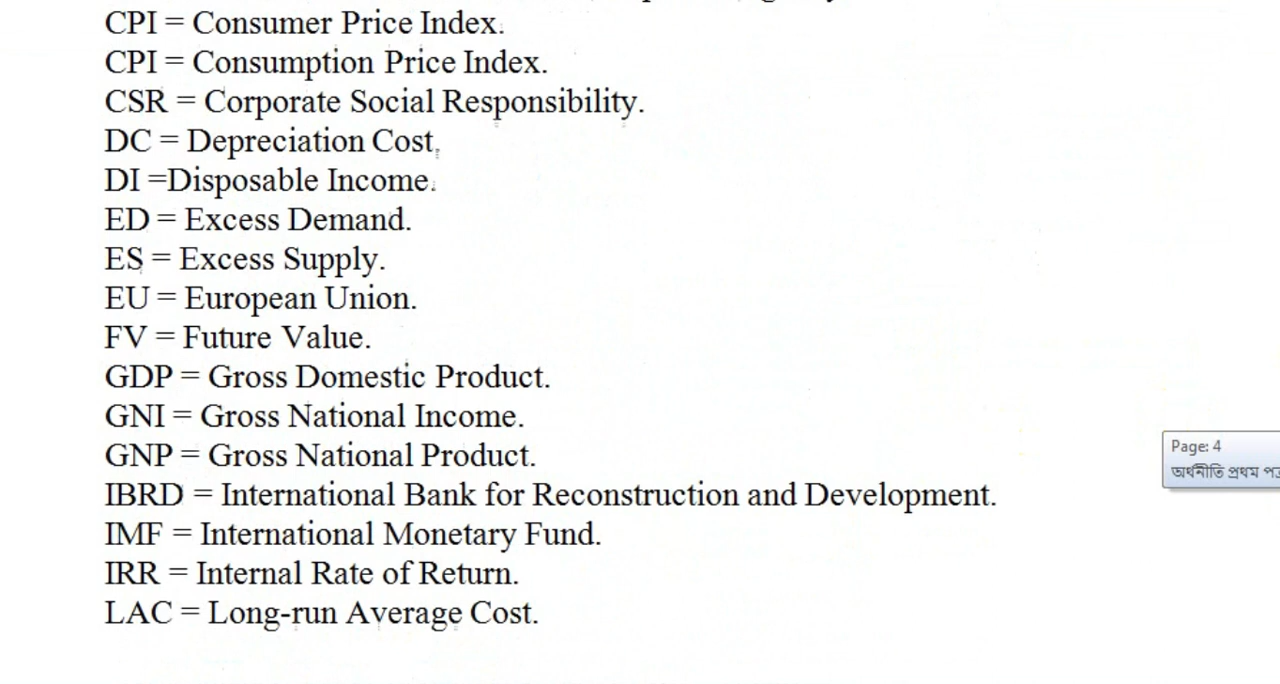 CPI = Consumer Price Index.
CPI = Consumption Price Index.
CSR = Corporate Social Responsibility.
DC = Depreciation Cost.
DI =Disposable Income.
ED = Excess Demand.
ES = Excess Supply.
EU = European Union.
FV = Future Value.
GDP = Gross Domestic Product.
GNI = Gross National Income.
GNP = Gross National Product.
Page: 4
অর্থনীতি প্রথম
IBRD = International Bank for Reconstruction and Development.
IMF = International Monetary Fund.
IRR = Internal Rate of Return.
LAC = Long-run Average Cost.